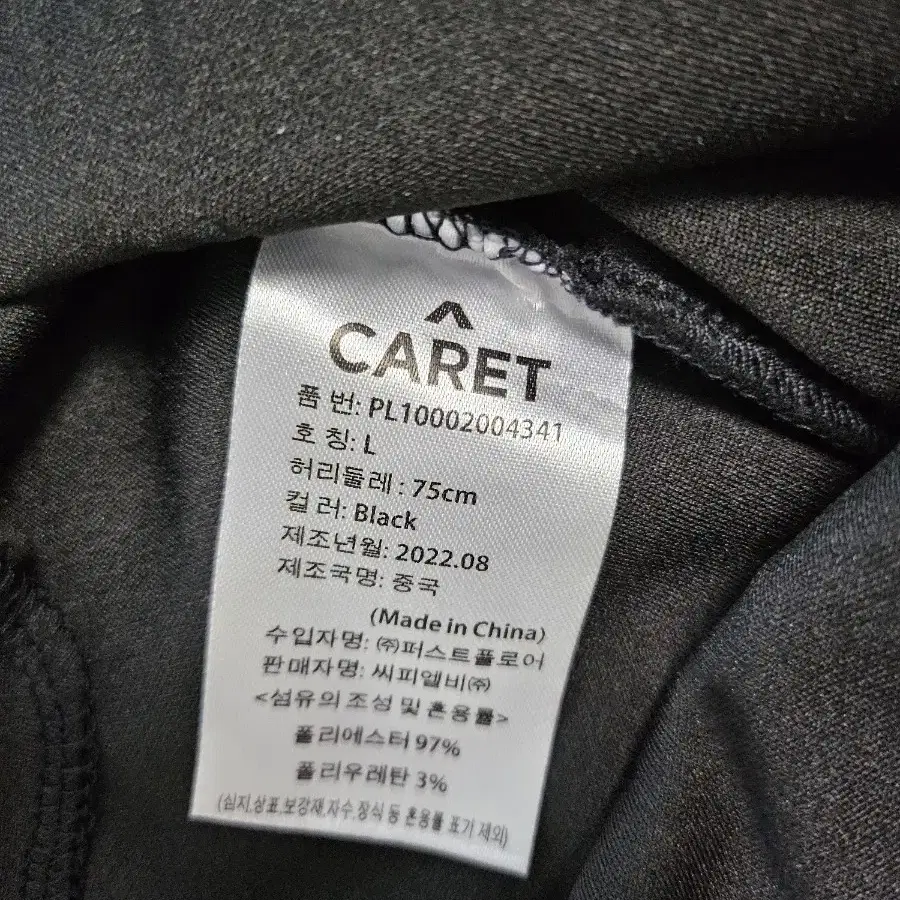 CARET
품 번: PL10002004341
호 칭: L
허리둘레 : 75cm
컬 러: Black
제조년월: 2022.08
제조국명: 중국
(Made in China)
수입자명: ㈜퍼스트플로어
판매자명: 씨피엘비㈜
<섬유의 조성 및 혼용률>
폴리에스터 97%
폴리우레탄 3%
(심지,상표,보강재,자수,장식 등 혼용률 표기 제외)